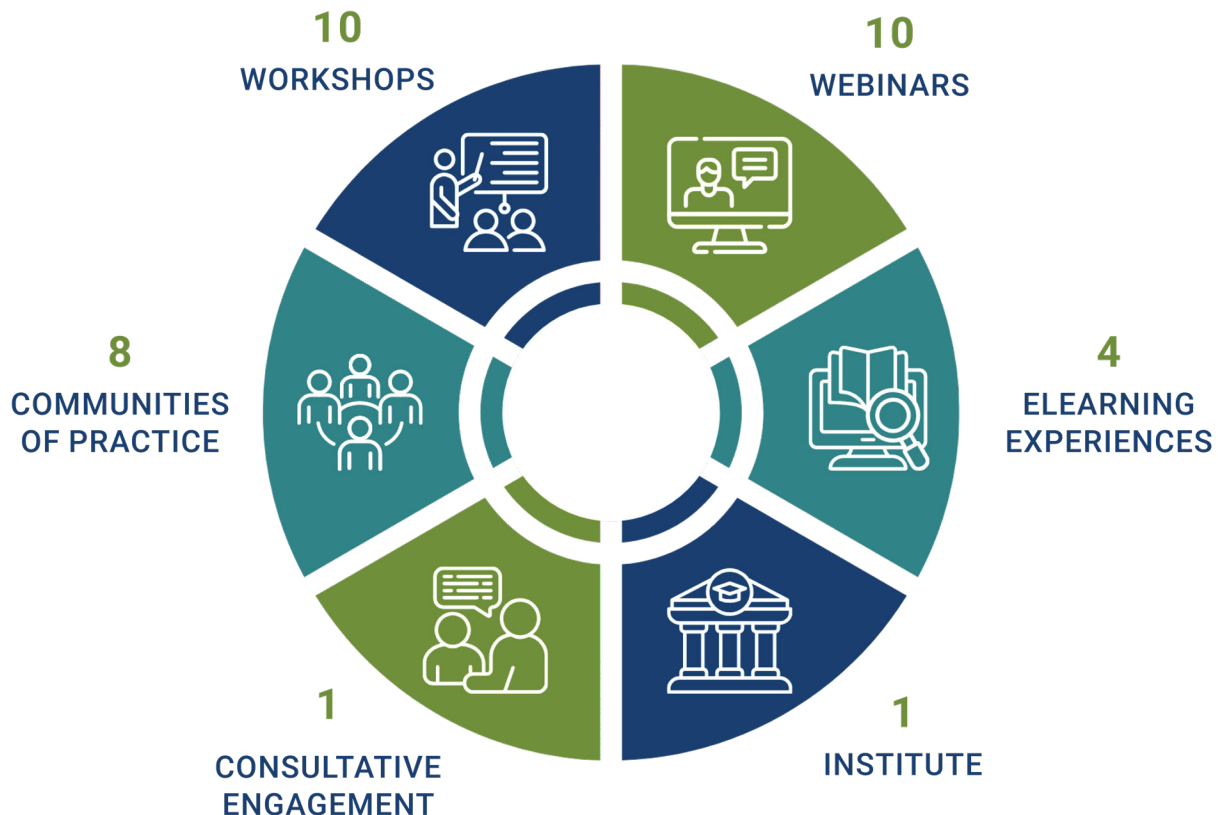 10
WORKSHOPS
10
WEBINARS
8
COMMUNITIES
OF PRACTICE
4
ELEARNING
EXPERIENCES
1
CONSULTATIVE
ENGAGEMENT
1
INSTITUTE